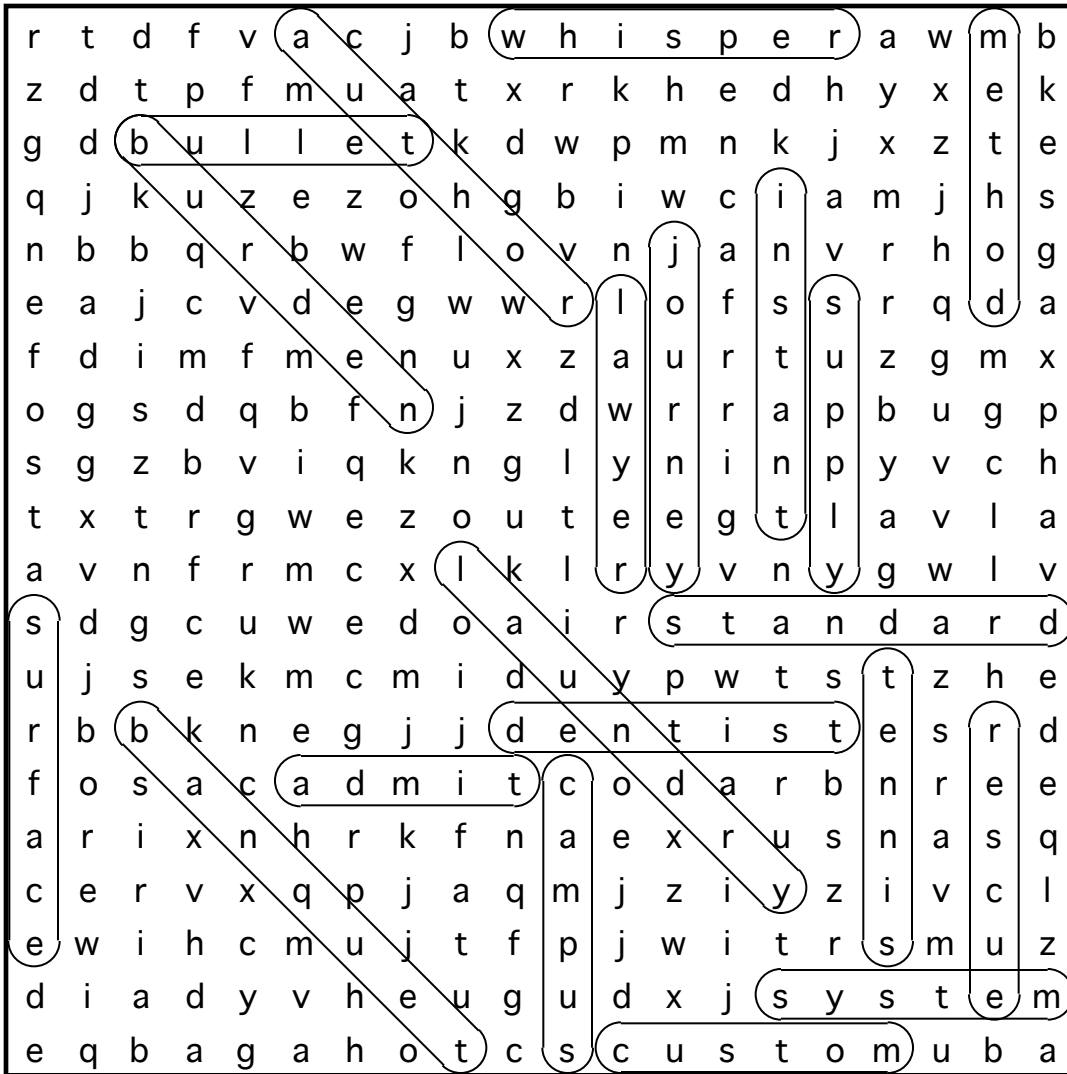 r t d f v a c j b w h i s p e r a w m b
z d t p f m u a t x r k h e d h y x e k
g d b u l l e t k d w p m n k j x z t e
q j k u z e z o h g b i w c i a m j h s
n b b q r b w f l o v n j a n v r h o g
e a j c v d e g w w r l o f s s r q d a
f d i m f m e n u x z a u r t u z g m x
o g s d q b f n j z d w r r a p b u g p
s g z b v i q k n g l y n i n p y v c h
t x t r g w e z o u t e e g t l a v l a
a v n f r m c x l k l r y v n y g w l v
s d g c u w e d o a i r s t a n d a r d
u j s e k m c m i d u y p w t s t z h e
r b b k n e g j j d e n t i s t e s r d
f o s a c a d m i t c o d a r b n r e e
a r i x n h r k f n a e x r u s n a s q
c e r v x q p j a q m j z i y z i v c l
e w i h c m u j t f p j w i t r s m u z
d i a d y v h e u g u d x j s y s t e m
e q b a g a h o t c s c u s t o m u b a